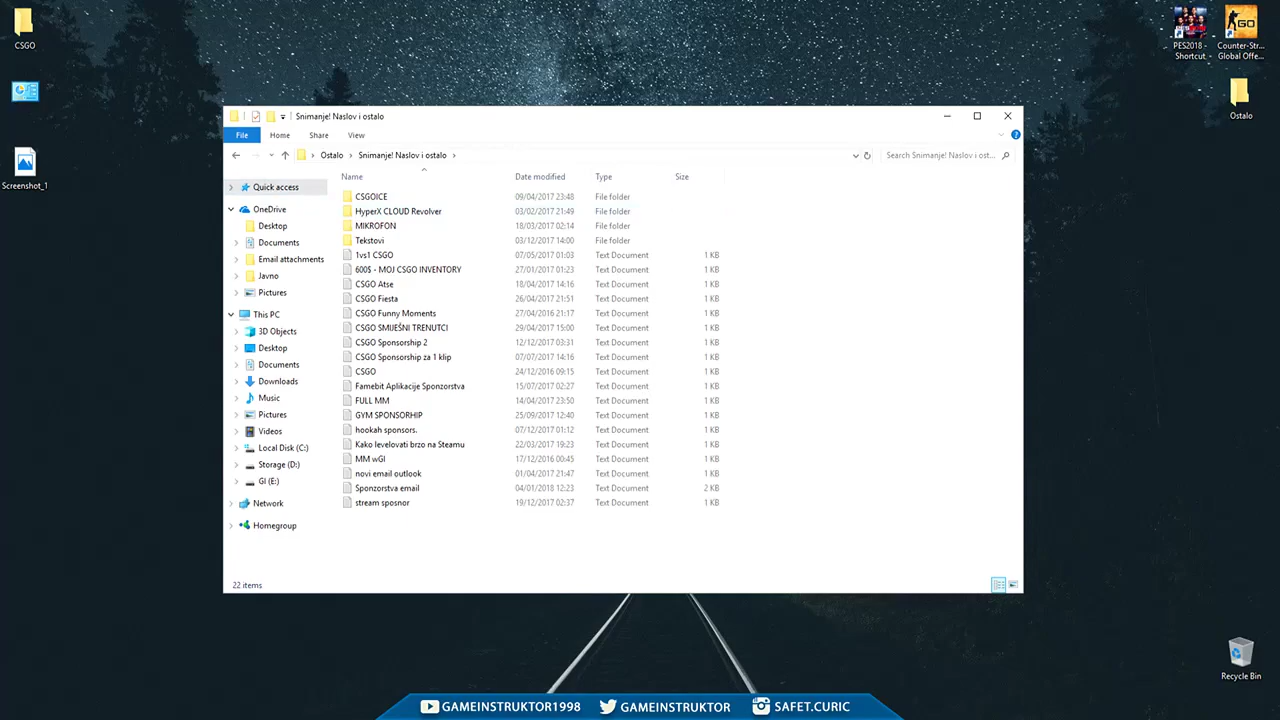 CSGO
Screenshot_1
PES2018 -
Shortcut
Counter-Str...
Global Offe...
Ostalo
Snimanje! Naslov i ostalo
File Home Share View
Ostalo > Snimanje! Naslov i ostalo >
Search Snimanje! Naslov i ost...
Name Date modified Type Size
Quick access
OneDrive
Desktop
Documents
Email attachments
Javno
Pictures
This PC
3D Objects
Desktop
Documents
Downloads
Music
Pictures
Videos
Local Disk (C:)
Storage (D:)
GI (E:)
Network
Homegroup
CSGOICE 09/04/2017 23:48 File folder
HyperX CLOUD Revolver 03/02/2017 21:49 File folder
MIKROFON 18/03/2017 02:14 File folder
Tekstovi 03/12/2017 14:00 File folder
1vs1 CSGO 07/05/2017 01:03 Text Document 1 KB
600$ - MOJ CSGO INVENTORY 27/01/2017 01:23 Text Document 1 KB
CSGO Atse 18/04/2017 14:16 Text Document 1 KB
CSGO Fiesta 26/04/2017 21:51 Text Document 1 KB
CSGO Funny Moments 27/04/2016 21:17 Text Document 1 KB
CSGO SMIJEŠNI TRENUTCI 29/04/2017 15:00 Text Document 1 KB
CSGO Sponsorship 2 12/12/2017 03:31 Text Document 1 KB
CSGO Sponsorship za 1 klip 07/07/2017 14:16 Text Document 1 KB
CSGO 24/12/2016 09:15 Text Document 1 KB
Famebit Aplikacije Sponzorstva 15/07/2017 02:27 Text Document 1 KB
FULL MM 14/04/2017 23:50 Text Document 1 KB
GYM SPONSORHIP 25/09/2017 12:40 Text Document 1 KB
hookah sponsors. 07/12/2017 01:12 Text Document 1 KB
Kako levelovati brzo na Steamu 22/03/2017 19:23 Text Document 1 KB
MM wGI 17/12/2016 00:45 Text Document 1 KB
novi email outlook 01/04/2017 21:47 Text Document 1 KB
Sponzorstva email 04/01/2018 12:23 Text Document 2 KB
stream sposnor 19/12/2017 02:37 Text Document 1 KB
22 items
Recycle Bin
GAMEINSTRUKTOR1998 GAMEINSTRUKTOR SAFET.CURIC